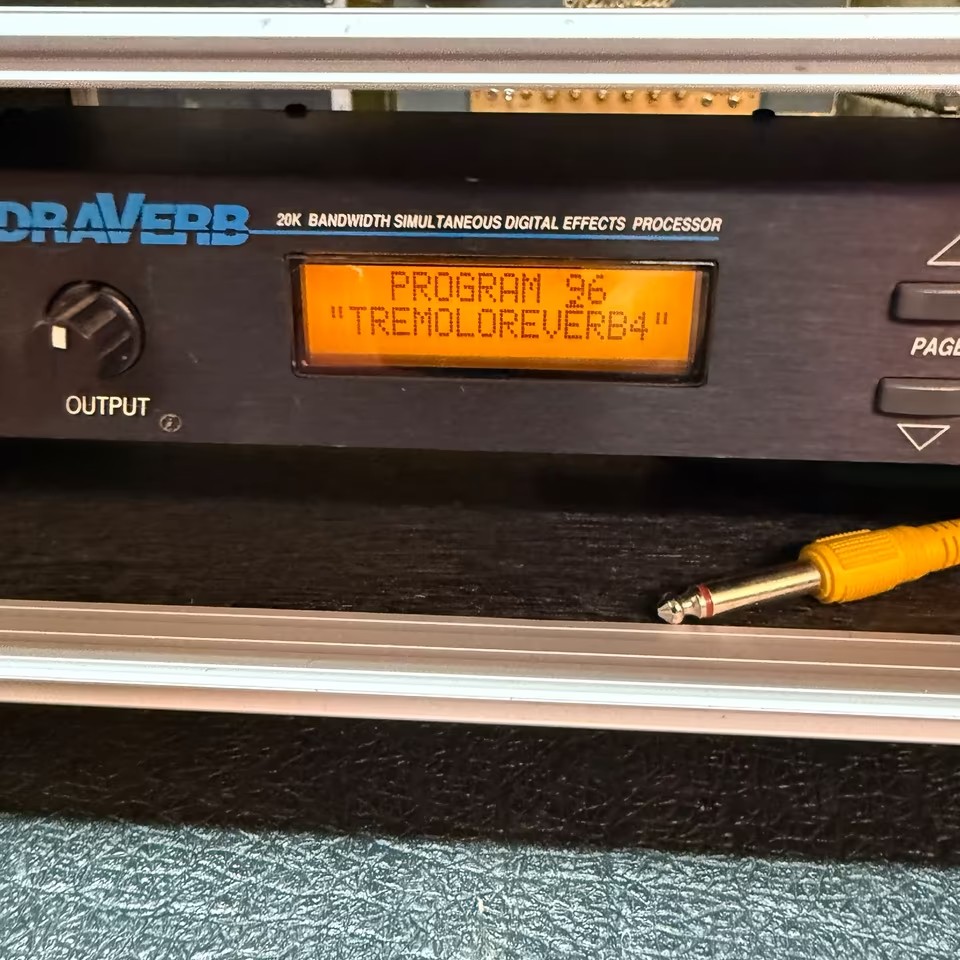 DRAVERB
20K BANDWIDTH SIMULTANEOUS DIGITAL EFFECTS PROCESSOR
PROGRAM 96
"TREMOLOREVERB4"
OUTPUT
PAGE